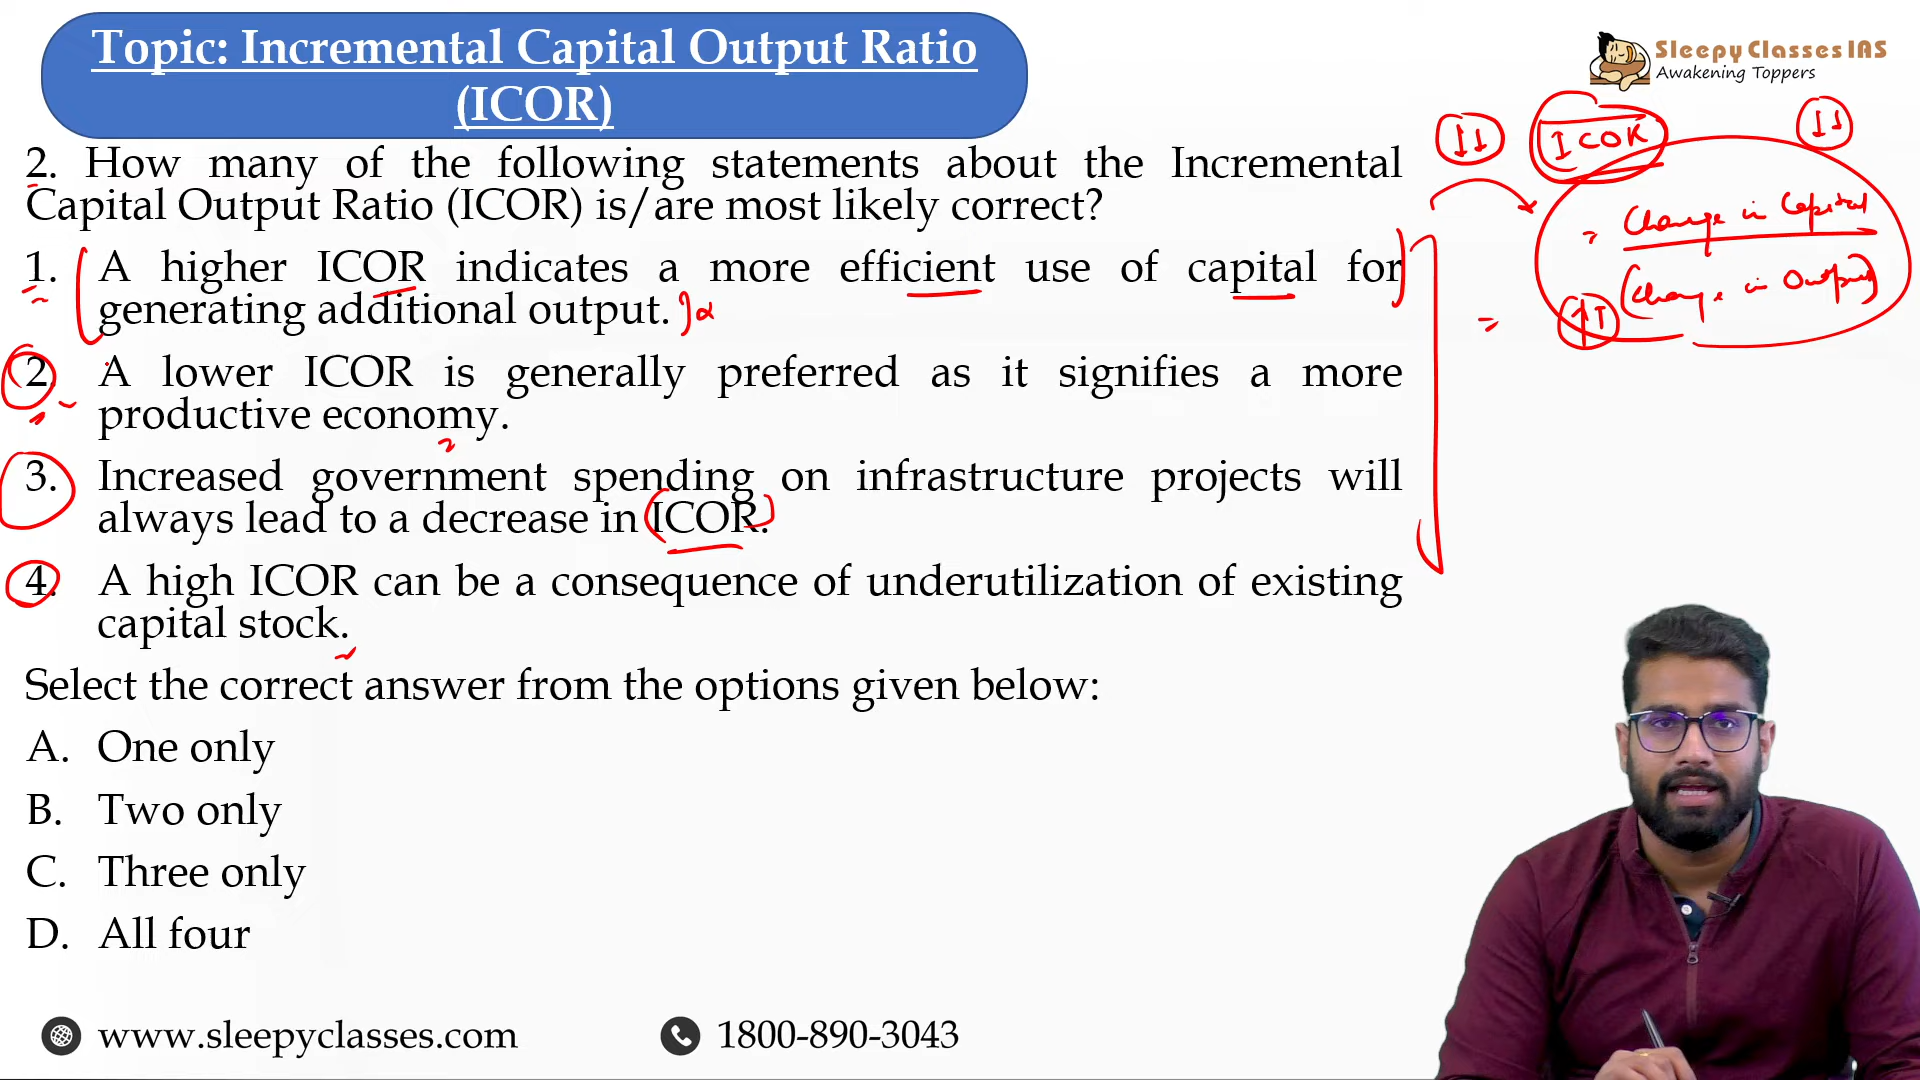 Topic: Incremental Capital Output Ratio
(ICOR)
Sleepy Classes IAS
Awakening Toppers
2. How many of the following statements about the Incremental
Capital Output Ratio (ICOR) is/are most likely correct?
1. A higher ICOR indicates a more efficient use of capital for
generating additional output.
2. A lower ICOR is generally preferred as it signifies a more
productive economy.
3. Increased government spending on infrastructure projects will
always lead to a decrease in ICOR.
4. A high ICOR can be a consequence of underutilization of existing
capital stock.
Select the correct answer from the options given below:
A. One only
B. Two only
C. Three only
D. All four
ICOR
= Change in Capital
(Change in Output)
www.sleepyclasses.com
1800-890-3043